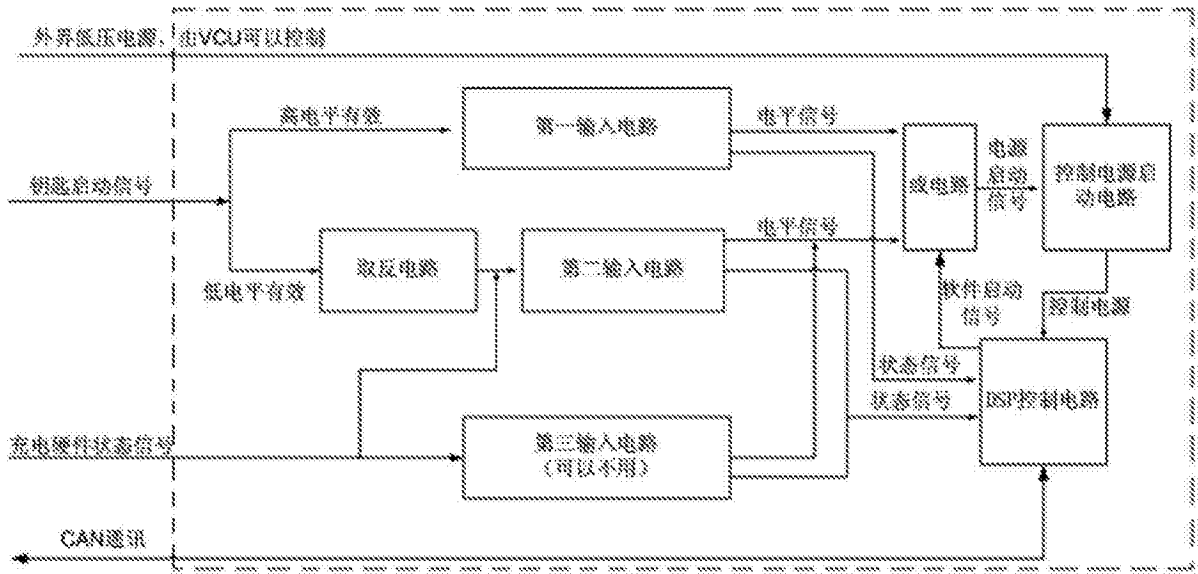 外界低压电源，由VCU可以控制
高电平有效
第一输入电路
电平信号
钥匙启动信号
或电路
电源
启动
信号
控制电源启
动电路
取反电路
低电平有效
第二输入电路
电平信号
软件启动
信号
控制电源
状态信号
状态信号
DSP控制电路
充电硬件状态信号
第三输入电路
（可以不用）
CAN通讯